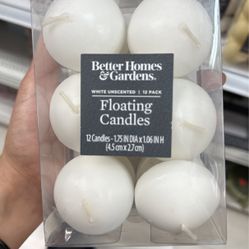 Better Homes
& Gardens®
WHITE UNSCENTED | 12 PACK
Floating
Candles
12 Candles - 1.75 IN DIA x 1.06 IN H
(4.5 cm x 2.7 cm)